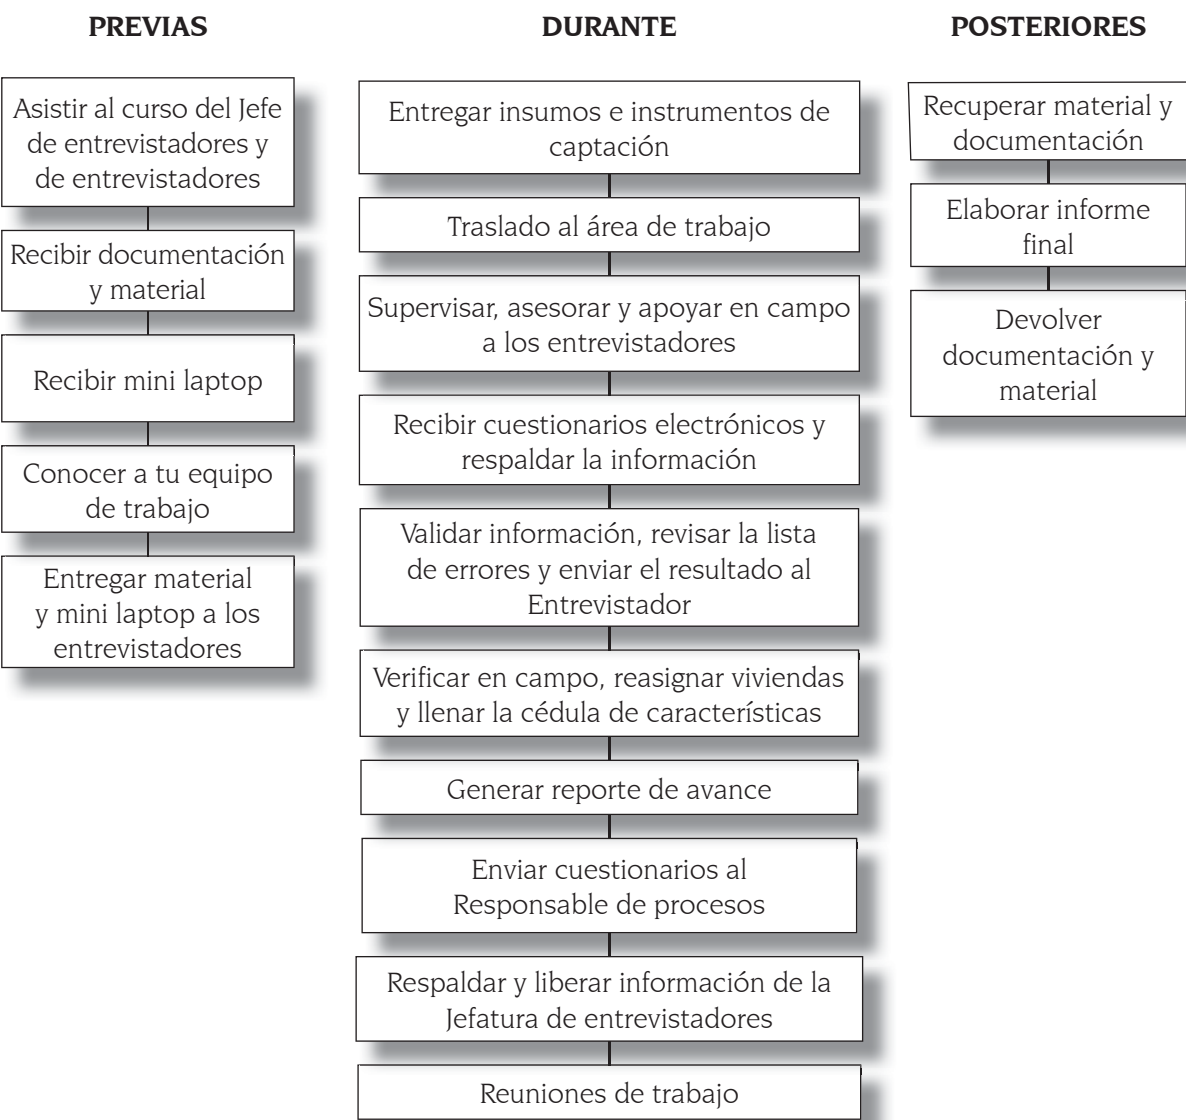 PREVIAS
Asistir al curso del Jefe
de entrevistadores y
de entrevistadores
Recibir documentación
y material
Recibir mini laptop
Conocer a tu equipo
de trabajo
Entregar material
y mini laptop a los
entrevistadores
DURANTE
Entregar insumos e instrumentos de
captación
Traslado al área de trabajo
Supervisar, asesorar y apoyar en campo
a los entrevistadores
Recibir cuestionarios electrónicos y
respaldar la información
Validar información, revisar la lista
de errores y enviar el resultado al
Entrevistador
Verificar en campo, reasignar viviendas
y llenar la cédula de características
Generar reporte de avance
Enviar cuestionarios al
Responsable de procesos
Respaldar y liberar información de la
Jefatura de entrevistadores
Reuniones de trabajo
POSTERIORES
Recuperar material y
documentación
Elaborar informe
final
Devolver
documentación y
material